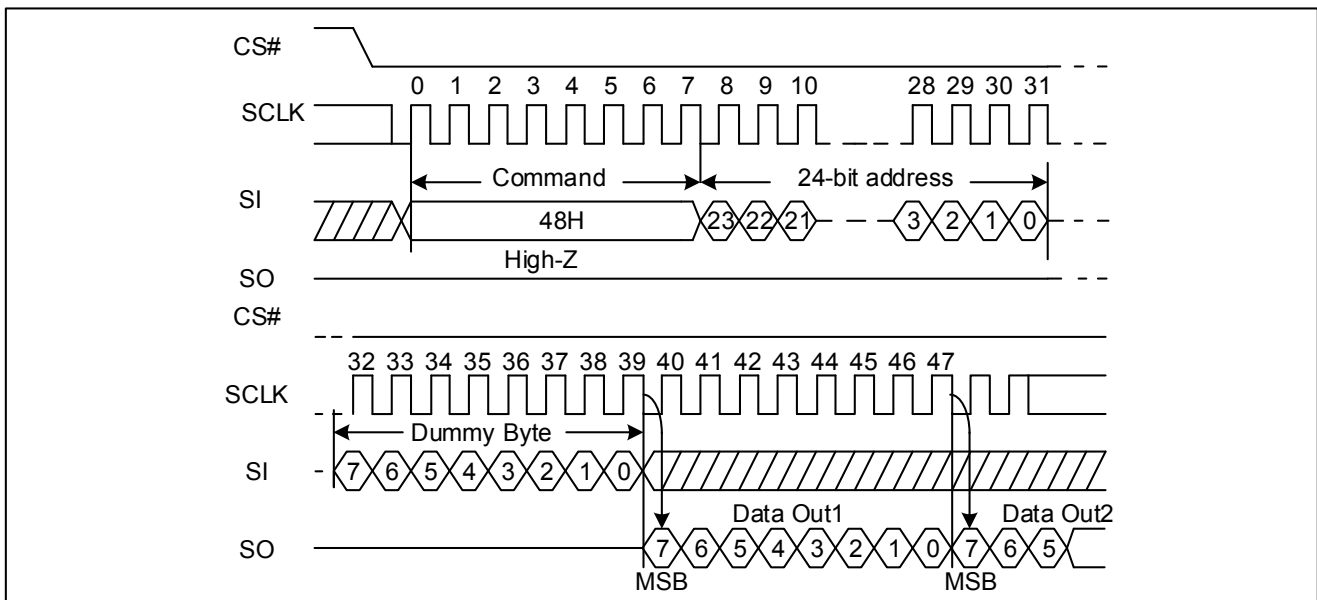 CS#
0 1 2 3 4 5 6 7 8 9 10 28 29 30 31
SCLK
Command 24-bit address
SI
48H 23 22 21 3 2 1 0
High-Z
SO
CS#
32 33 34 35 36 37 38 39 40 41 42 43 44 45 46 47
SCLK
Dummy Byte
SI 7 6 5 4 3 2 1 0
Data Out1 Data Out2
SO 7 6 5 4 3 2 1 0 7 6 5
MSB MSB